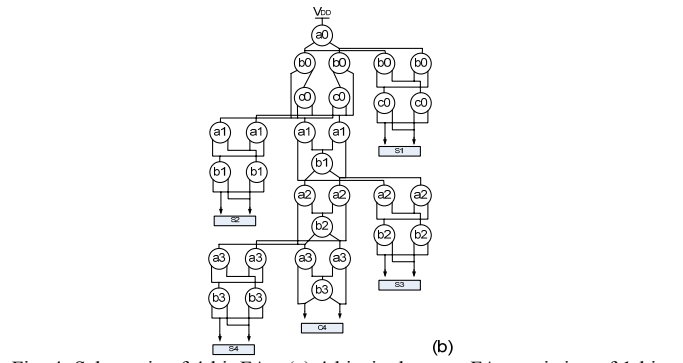 VDD
a0
b0 b0 b0 b0
c0 c0 c0 c0
a1 a1 a1 a1
S1
b1
b1 b1
a2 a2 a2 a2
S2
b2
b2 b2
a3 a3 a3 a3
S3
b3
b3 b3
C4
S4
(b)